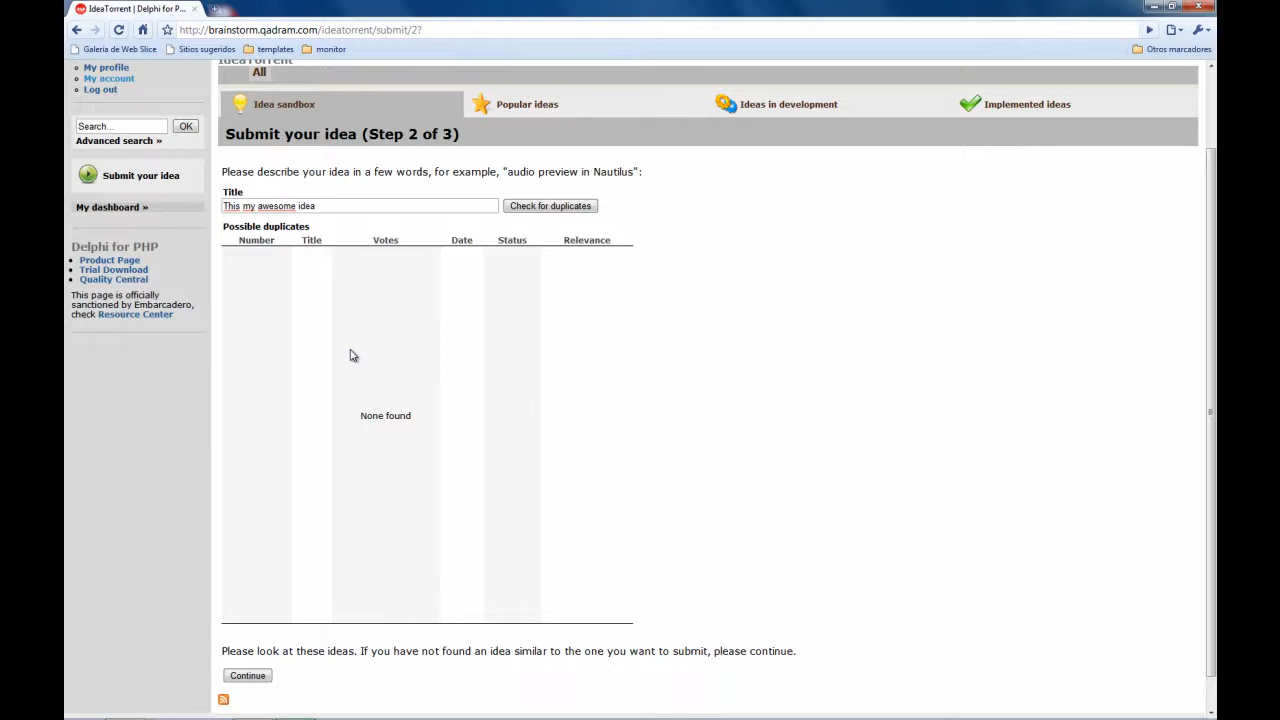 IdeaTorrent | Delphi for P...
http://brainstorm.qadram.com/ideatorrent/submit/2?
Galería de Web Slice
Sitios sugeridos
templates
monitor
Otros marcadores
My profile
My account
Log out
Search...
OK
Advanced search »
Submit your idea
My dashboard »
Delphi for PHP
Product Page
Trial Download
Quality Central
This page is officially
sanctioned by Embarcadero,
check Resource Center
IdeaTorrent
All
Idea sandbox
Popular ideas
Ideas in development
Implemented ideas
Submit your idea (Step 2 of 3)
Please describe your idea in a few words, for example, "audio preview in Nautilus":
Title
This my awesome idea
Check for duplicates
Possible duplicates
Number Title Votes Date Status Relevance
None found
Please look at these ideas. If you have not found an idea similar to the one you want to submit, please continue.
Continue